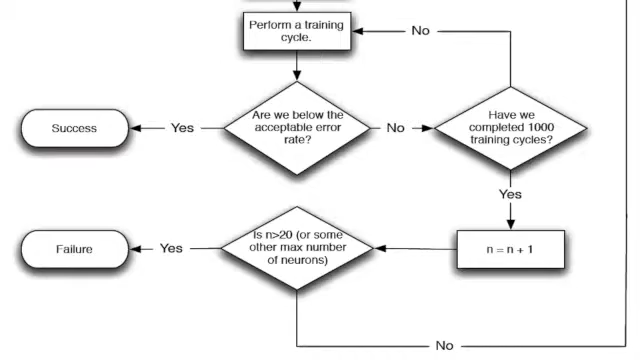 Perform a training
cycle.
No
Are we below the
acceptable error
rate?
Success
Yes
No
Have we
completed 1000
training cycles?
Yes
Is n>20 (or some
other max number
of neurons)
Failure
Yes
n = n + 1
No